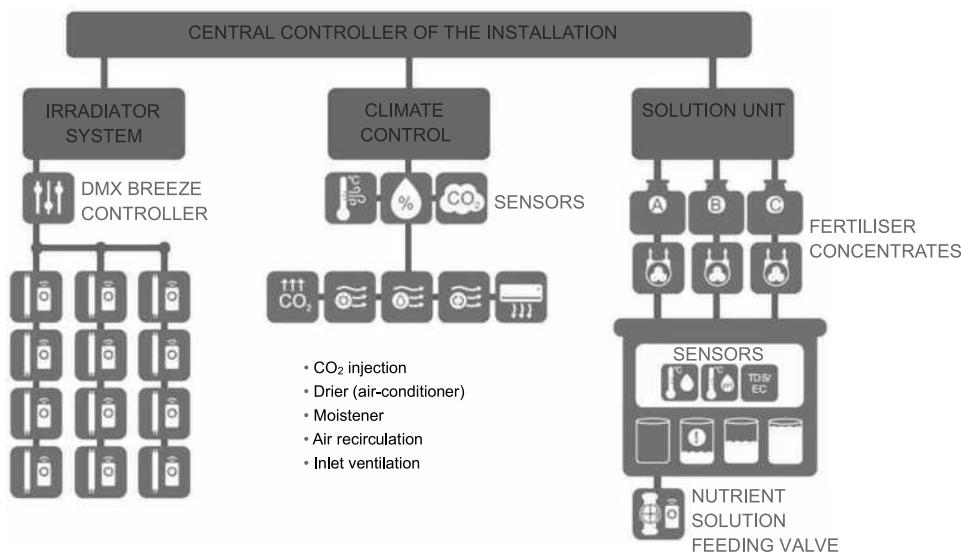 CENTRAL CONTROLLER OF THE INSTALLATION
IRRADIATOR
SYSTEM
CLIMATE
CONTROL
SOLUTION UNIT
DMX BREEZE
CONTROLLER
%
CO₂
SENSORS
A
B
C
FERTILISER
CONCENTRATES
CO₂
• CO₂ injection
• Drier (air-conditioner)
• Moistener
• Air recirculation
• Inlet ventilation
SENSORS
°C
°C
pH
TDS/
EC
!
NUTRIENT
SOLUTION
FEEDING VALVE